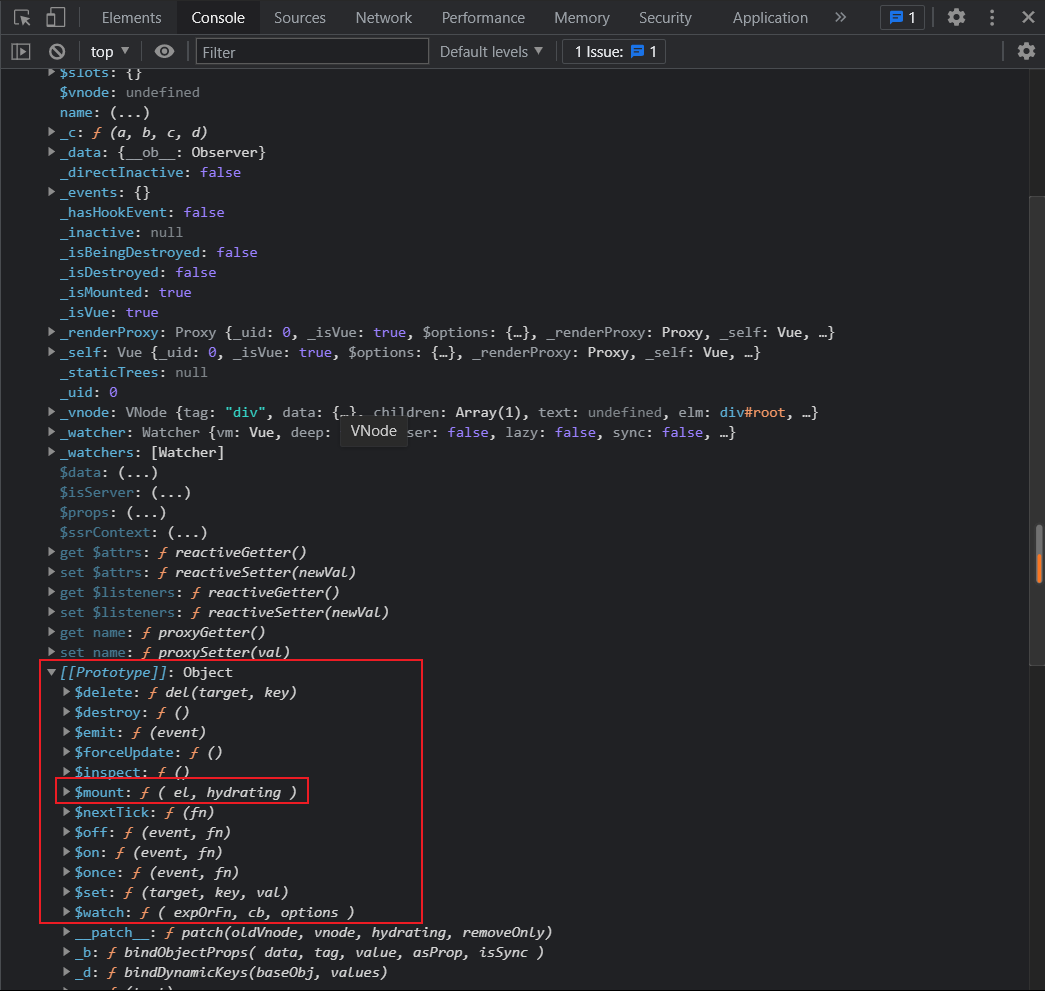 Elements Console Sources Network Performance Memory Security Application » 1
top Filter Default levels 1 Issue: 1
$slots: {}
$vnode: undefined
name: (...)
_c: ƒ (a, b, c, d)
_data: {__ob__: Observer}
_directInactive: false
_events: {}
_hasHookEvent: false
_inactive: null
_isBeingDestroyed: false
_isDestroyed: false
_isMounted: true
_isVue: true
_renderProxy: Proxy {_uid: 0, _isVue: true, $options: {…}, _renderProxy: Proxy, _self: Vue, …}
_self: Vue {_uid: 0, _isVue: true, $options: {…}, _renderProxy: Proxy, _self: Vue, …}
_staticTrees: null
_uid: 0
_vnode: VNode {tag: "div", data: {…}, children: Array(1), text: undefined, elm: div#root, …}
_watcher: Watcher {vm: Vue, deep: VNode ser: false, lazy: false, sync: false, …}
_watchers: [Watcher]
$data: (...)
$isServer: (...)
$props: (...)
$ssrContext: (...)
get $attrs: ƒ reactiveGetter()
set $attrs: ƒ reactiveSetter(newVal)
get $listeners: ƒ reactiveGetter()
set $listeners: ƒ reactiveSetter(newVal)
get name: ƒ proxyGetter()
set name: ƒ proxySetter(val)
[[Prototype]]: Object
$delete: ƒ del(target, key)
$destroy: ƒ ()
$emit: ƒ (event)
$forceUpdate: ƒ ()
$inspect: ƒ ()
$mount: ƒ ( el, hydrating )
$nextTick: ƒ (fn)
$off: ƒ (event, fn)
$on: ƒ (event, fn)
$once: ƒ (event, fn)
$set: ƒ (target, key, val)
$watch: ƒ ( expOrFn, cb, options )
__patch__: ƒ patch(oldVnode, vnode, hydrating, removeOnly)
_b: ƒ bindObjectProps( data, tag, value, asProp, isSync )
_d: ƒ bindDynamicKeys(baseObj, values)